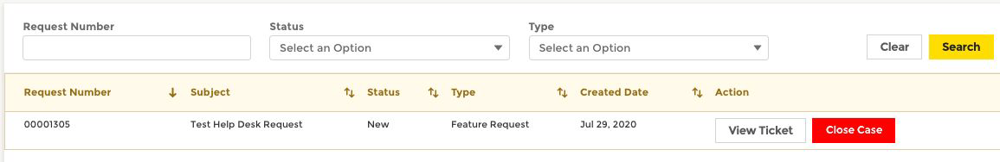 Request Number Status Type
Select an Option Select an Option Clear Search
Request Number Subject Status Type Created Date Action
00001305 Test Help Desk Request New Feature Request Jul 29, 2020 View Ticket Close Case